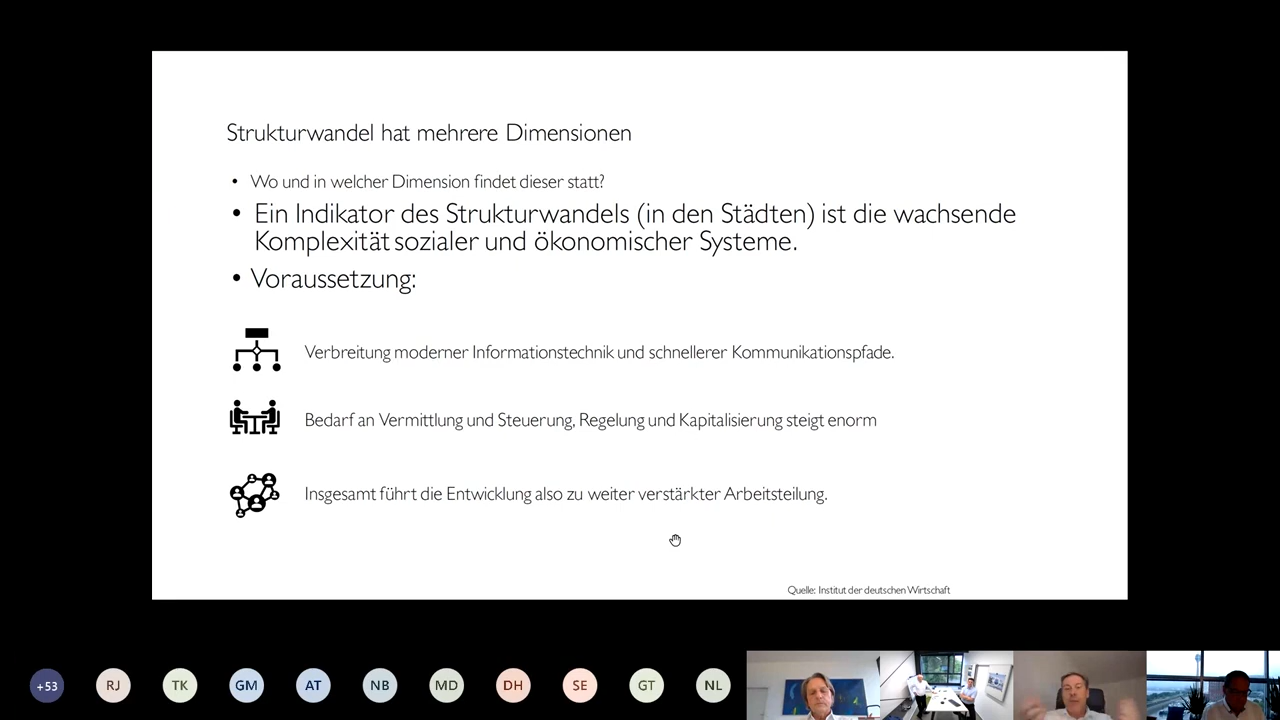 Strukturwandel hat mehrere Dimensionen
• Wo und in welcher Dimension findet dieser statt?
• Ein Indikator des Strukturwandels (in den Städten) ist die wachsende
Komplexität sozialer und ökonomischer Systeme.
• Voraussetzung:
Verbreitung moderner Informationstechnik und schnellerer Kommunikationspfade.
Bedarf an Vermittlung und Steuerung, Regelung und Kapitalisierung steigt enorm
Insgesamt führt die Entwicklung also zu weiter verstärkter Arbeitsteilung.
Quelle: Institut der deutschen Wirtschaft
+53 RJ TK GM AT NB MD DH SE GT NL